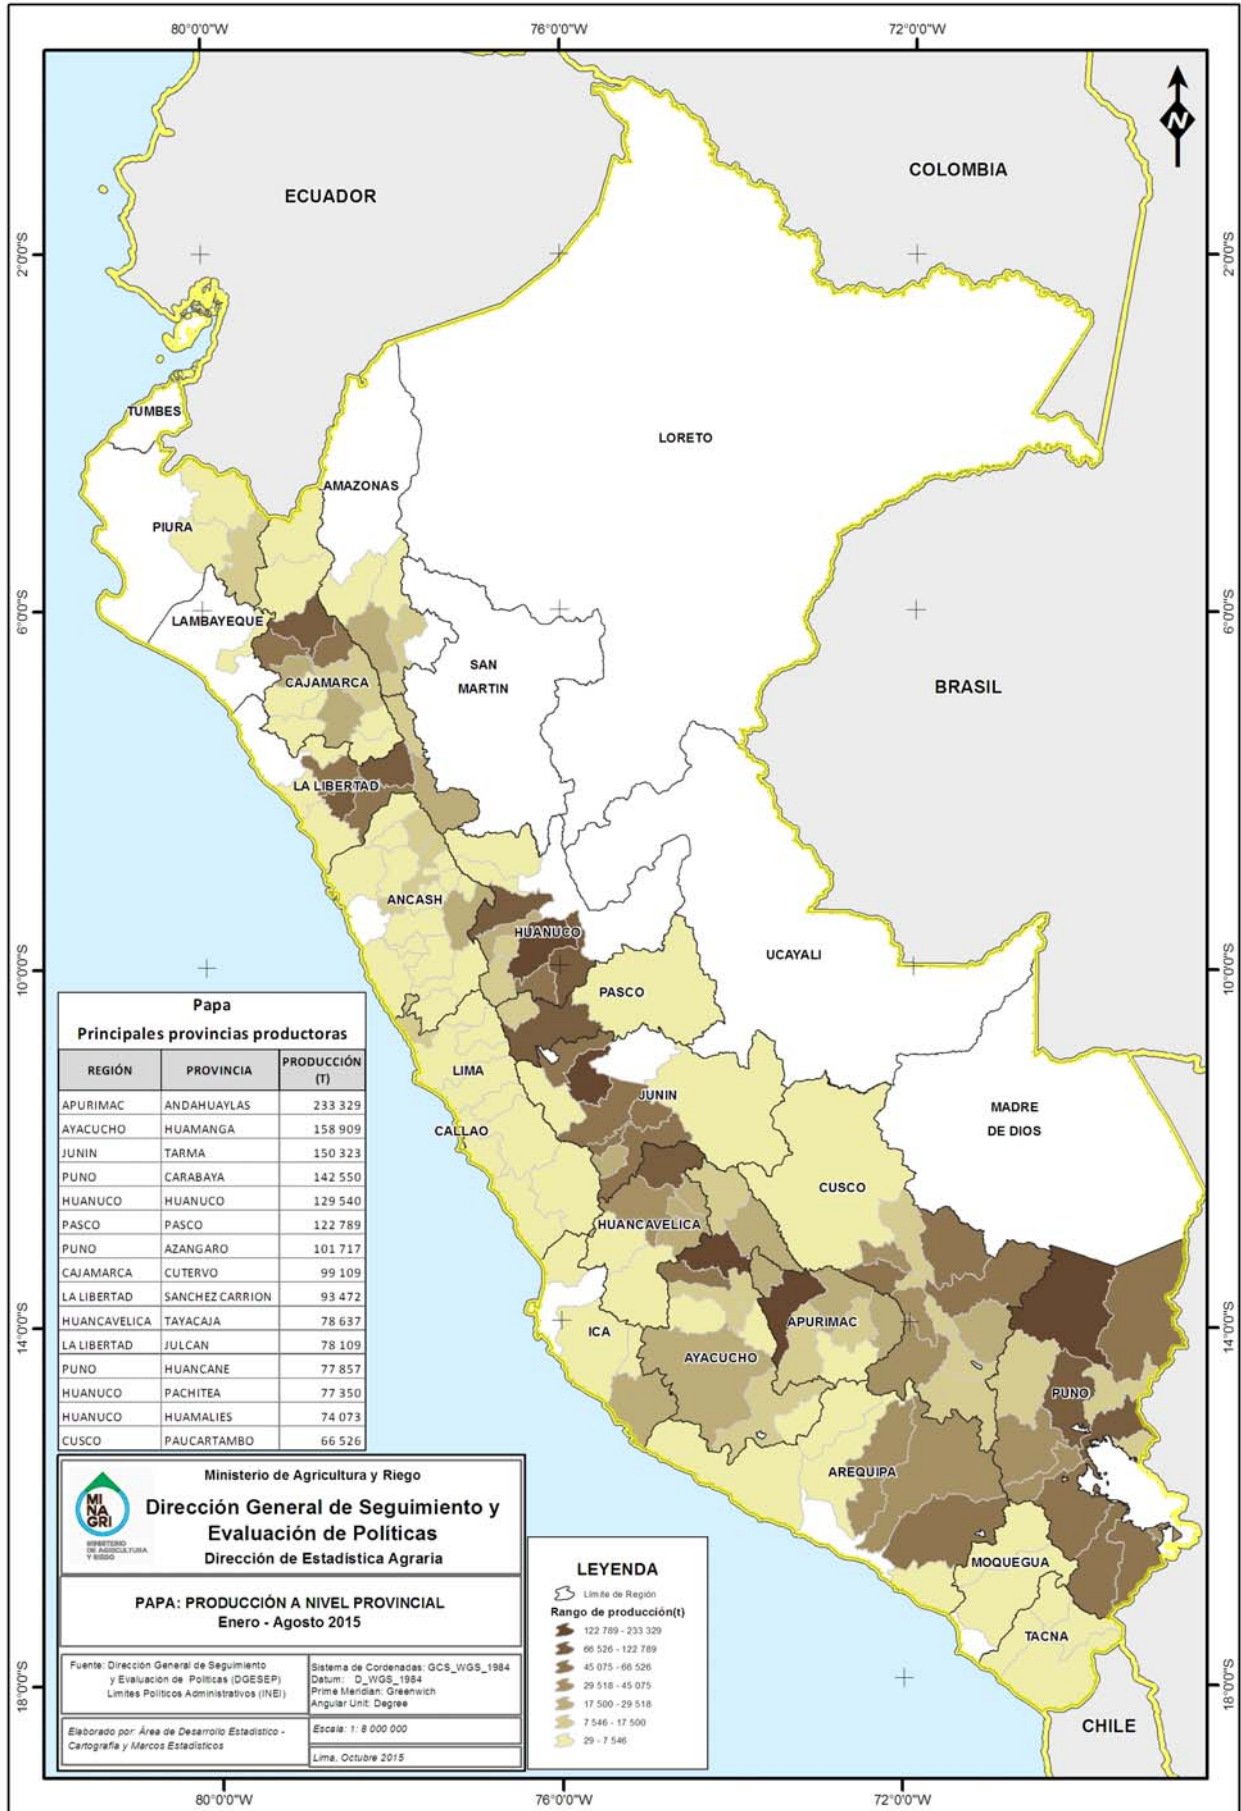 80°0'0"W
76°0'0"W
72°0'0"W
ECUADOR
COLOMBIA
N
2°0'0"S
2°0'0"S
TUMBES
LORETO
AMAZONAS
PIURA
6°0'0"S
6°0'0"S
LAMBAYEQUE
SAN
MARTIN
CAJAMARCA
BRASIL
LA LIBERTAD
ANCASH
HUANUCO
UCAYALI
10°0'0"S
10°0'0"S
PASCO
LIMA
JUNIN
CALLAO
MADRE
DE DIOS
CUSCO
HUANCAVELICA
14°0'0"S
14°0'0"S
ICA
APURIMAC
AYACUCHO
PUNO
AREQUIPA
MOQUEGUA
TACNA
18°0'0"S
18°0'0"S
CHILE
Papa
Principales provincias productoras
REGIÓN PROVINCIA PRODUCCIÓN (T)
APURIMAC ANDAHUAYLAS 233 329
AYACUCHO HUAMANGA 158 909
JUNIN TARMA 150 323
PUNO CARABAYA 142 550
HUANUCO HUANUCO 129 540
PASCO PASCO 122 789
PUNO AZANGARO 101 717
CAJAMARCA CUTERVO 99 109
LA LIBERTAD SANCHEZ CARRION 93 472
HUANCAVELICA TAYACAJA 78 637
LA LIBERTAD JULCAN 78 109
PUNO HUANCANE 77 857
HUANUCO PACHITEA 77 350
HUANUCO HUAMALIES 74 073
CUSCO PAUCARTAMBO 66 526
MI
NA
GRI
MINISTERIO
DE AGRICULTURA
Y RIEGO
Ministerio de Agricultura y Riego
Dirección General de Seguimiento y
Evaluación de Políticas
Dirección de Estadística Agraria
PAPA: PRODUCCIÓN A NIVEL PROVINCIAL
Enero - Agosto 2015
Fuente: Dirección General de Seguimiento
y Evaluación de Políticas (DGESEP)
Limites Políticos Administrativos (INEI)
Sistema de Cordenadas: GCS_WGS_1984
Datum: D_WGS_1984
Prime Meridian: Greenwich
Angular Unit: Degree
Elaborado por: Área de Desarrollo Estadístico -
Cartografía y Marcos Estadísticos
Escala: 1: 8 000 000
Lima, Octubre 2015
LEYENDA
Límite de Región
Rango de producción(t)
122 789 - 233 329
66 526 - 122 789
45 075 - 66 526
29 518 - 45 075
17 500 - 29 518
7 546 - 17 500
29 - 7 546
80°0'0"W
76°0'0"W
72°0'0"W